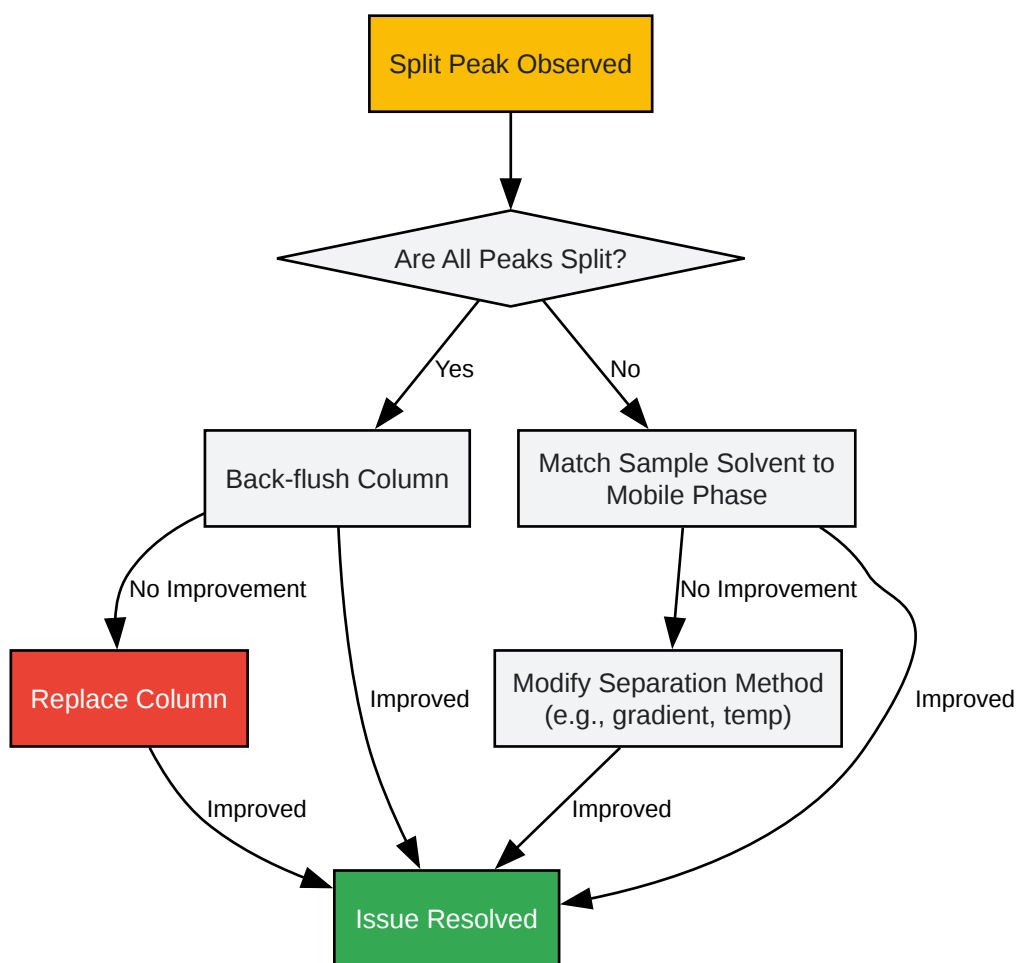 Split Peak Observed
Are All Peaks Split?
Yes
No
Back-flush Column
Match Sample Solvent to
Mobile Phase
No Improvement
No Improvement
Replace Column
Improved
Modify Separation Method
(e.g., gradient, temp)
Improved
Improved
Improved
Issue Resolved